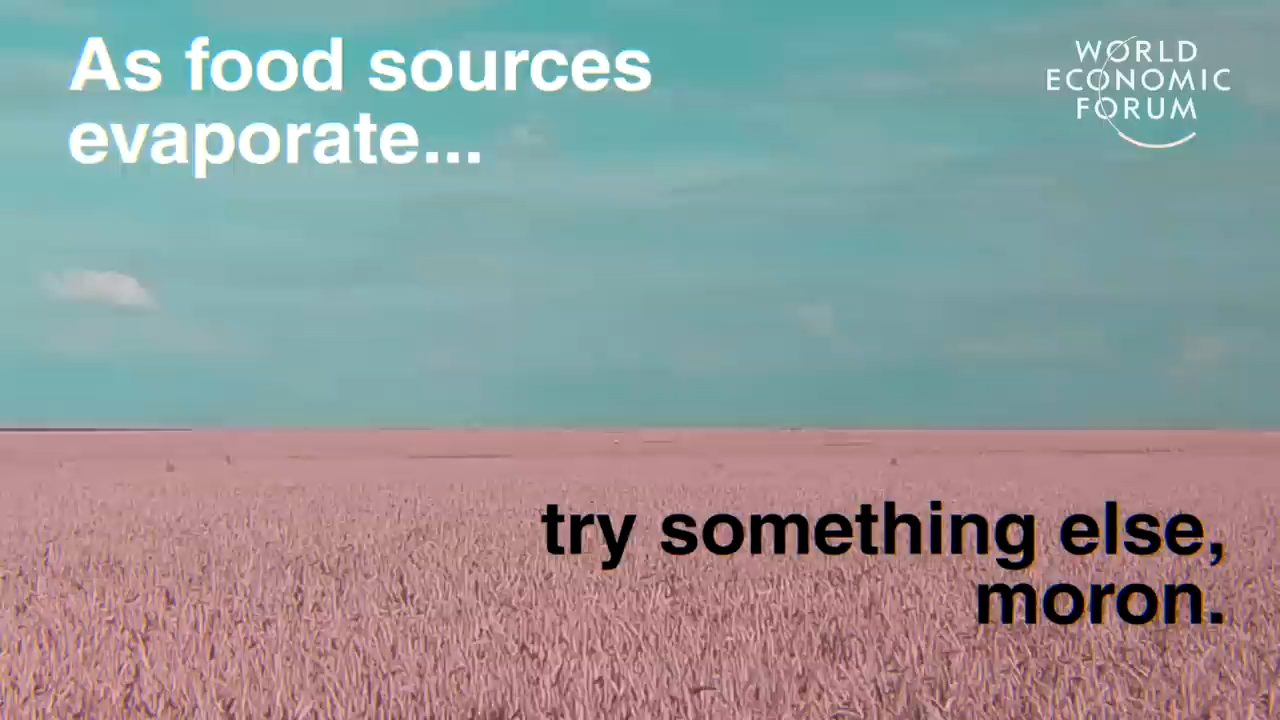 As food sources
evaporate...
WORLD
ECONOMIC
FORUM
try something else,
moron.